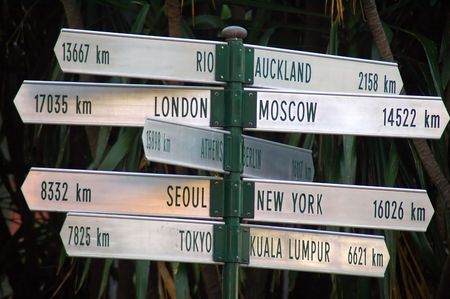 13667 km RIO AUCKLAND 2158 km
17035 km LONDON MOSCOW 14522 km
ATHENS BERLIN
8332 km SEOUL NEW YORK 16026 km
7825 km TOKYO KUALA LUMPUR 6621 km